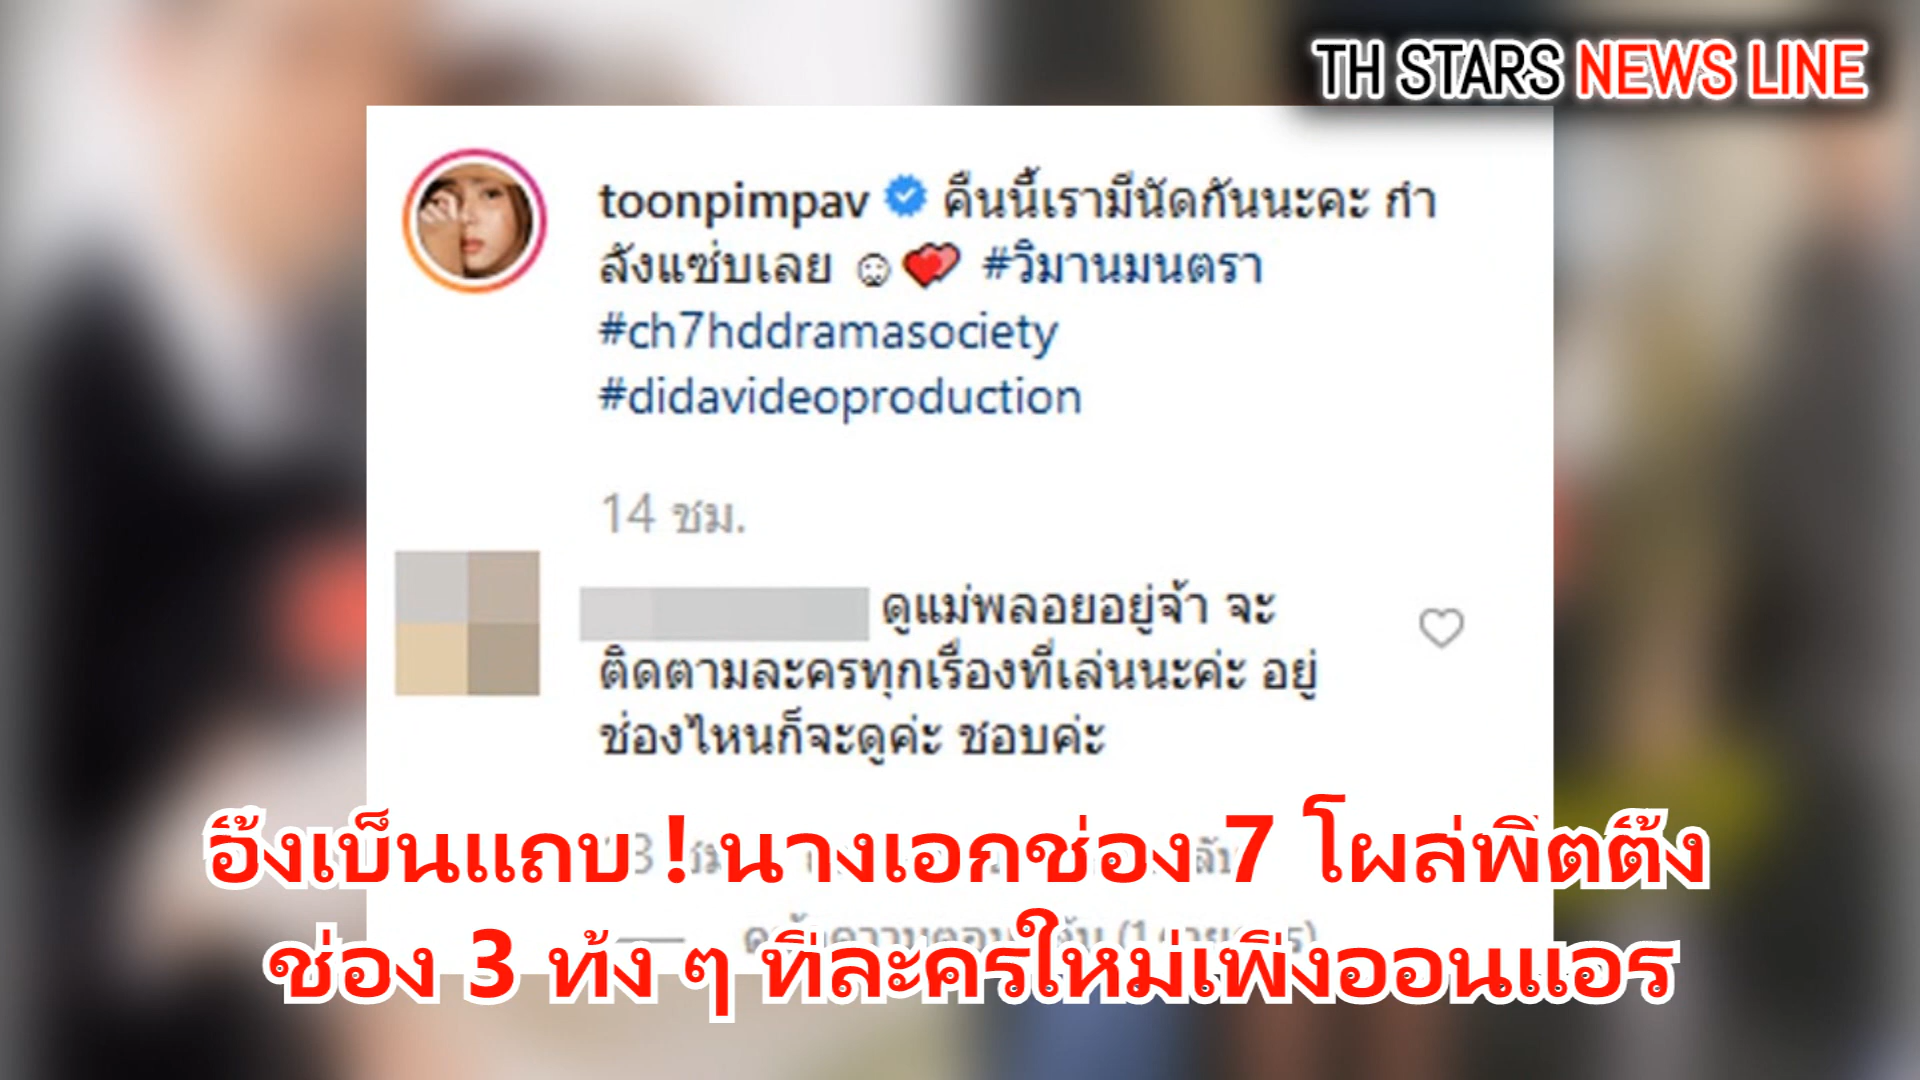 TH STARS NEWS LINE
toonpimpav คืนนี้เรามีนัดกันนะคะ กำ
ลังแซ่บเลย ☺💕 #วิมานมนตรา
#ch7hddramasociety
#didavideoproduction
14 ชม.
ดูแม่พลอยอยู่จ้า จะ
ติดตามละครทุกเรื่องที่เล่นนะค่ะ อยู่
ช่องไหนก็จะดูค่ะ ชอบค่ะ
อึ้งเบ็นแถบ ! นางเอกช่อง 7 โผล่พิตติ้ง
ช่อง 3 ทั้ง ๆ ที่ละครใหม่เพิ่งออนแอร